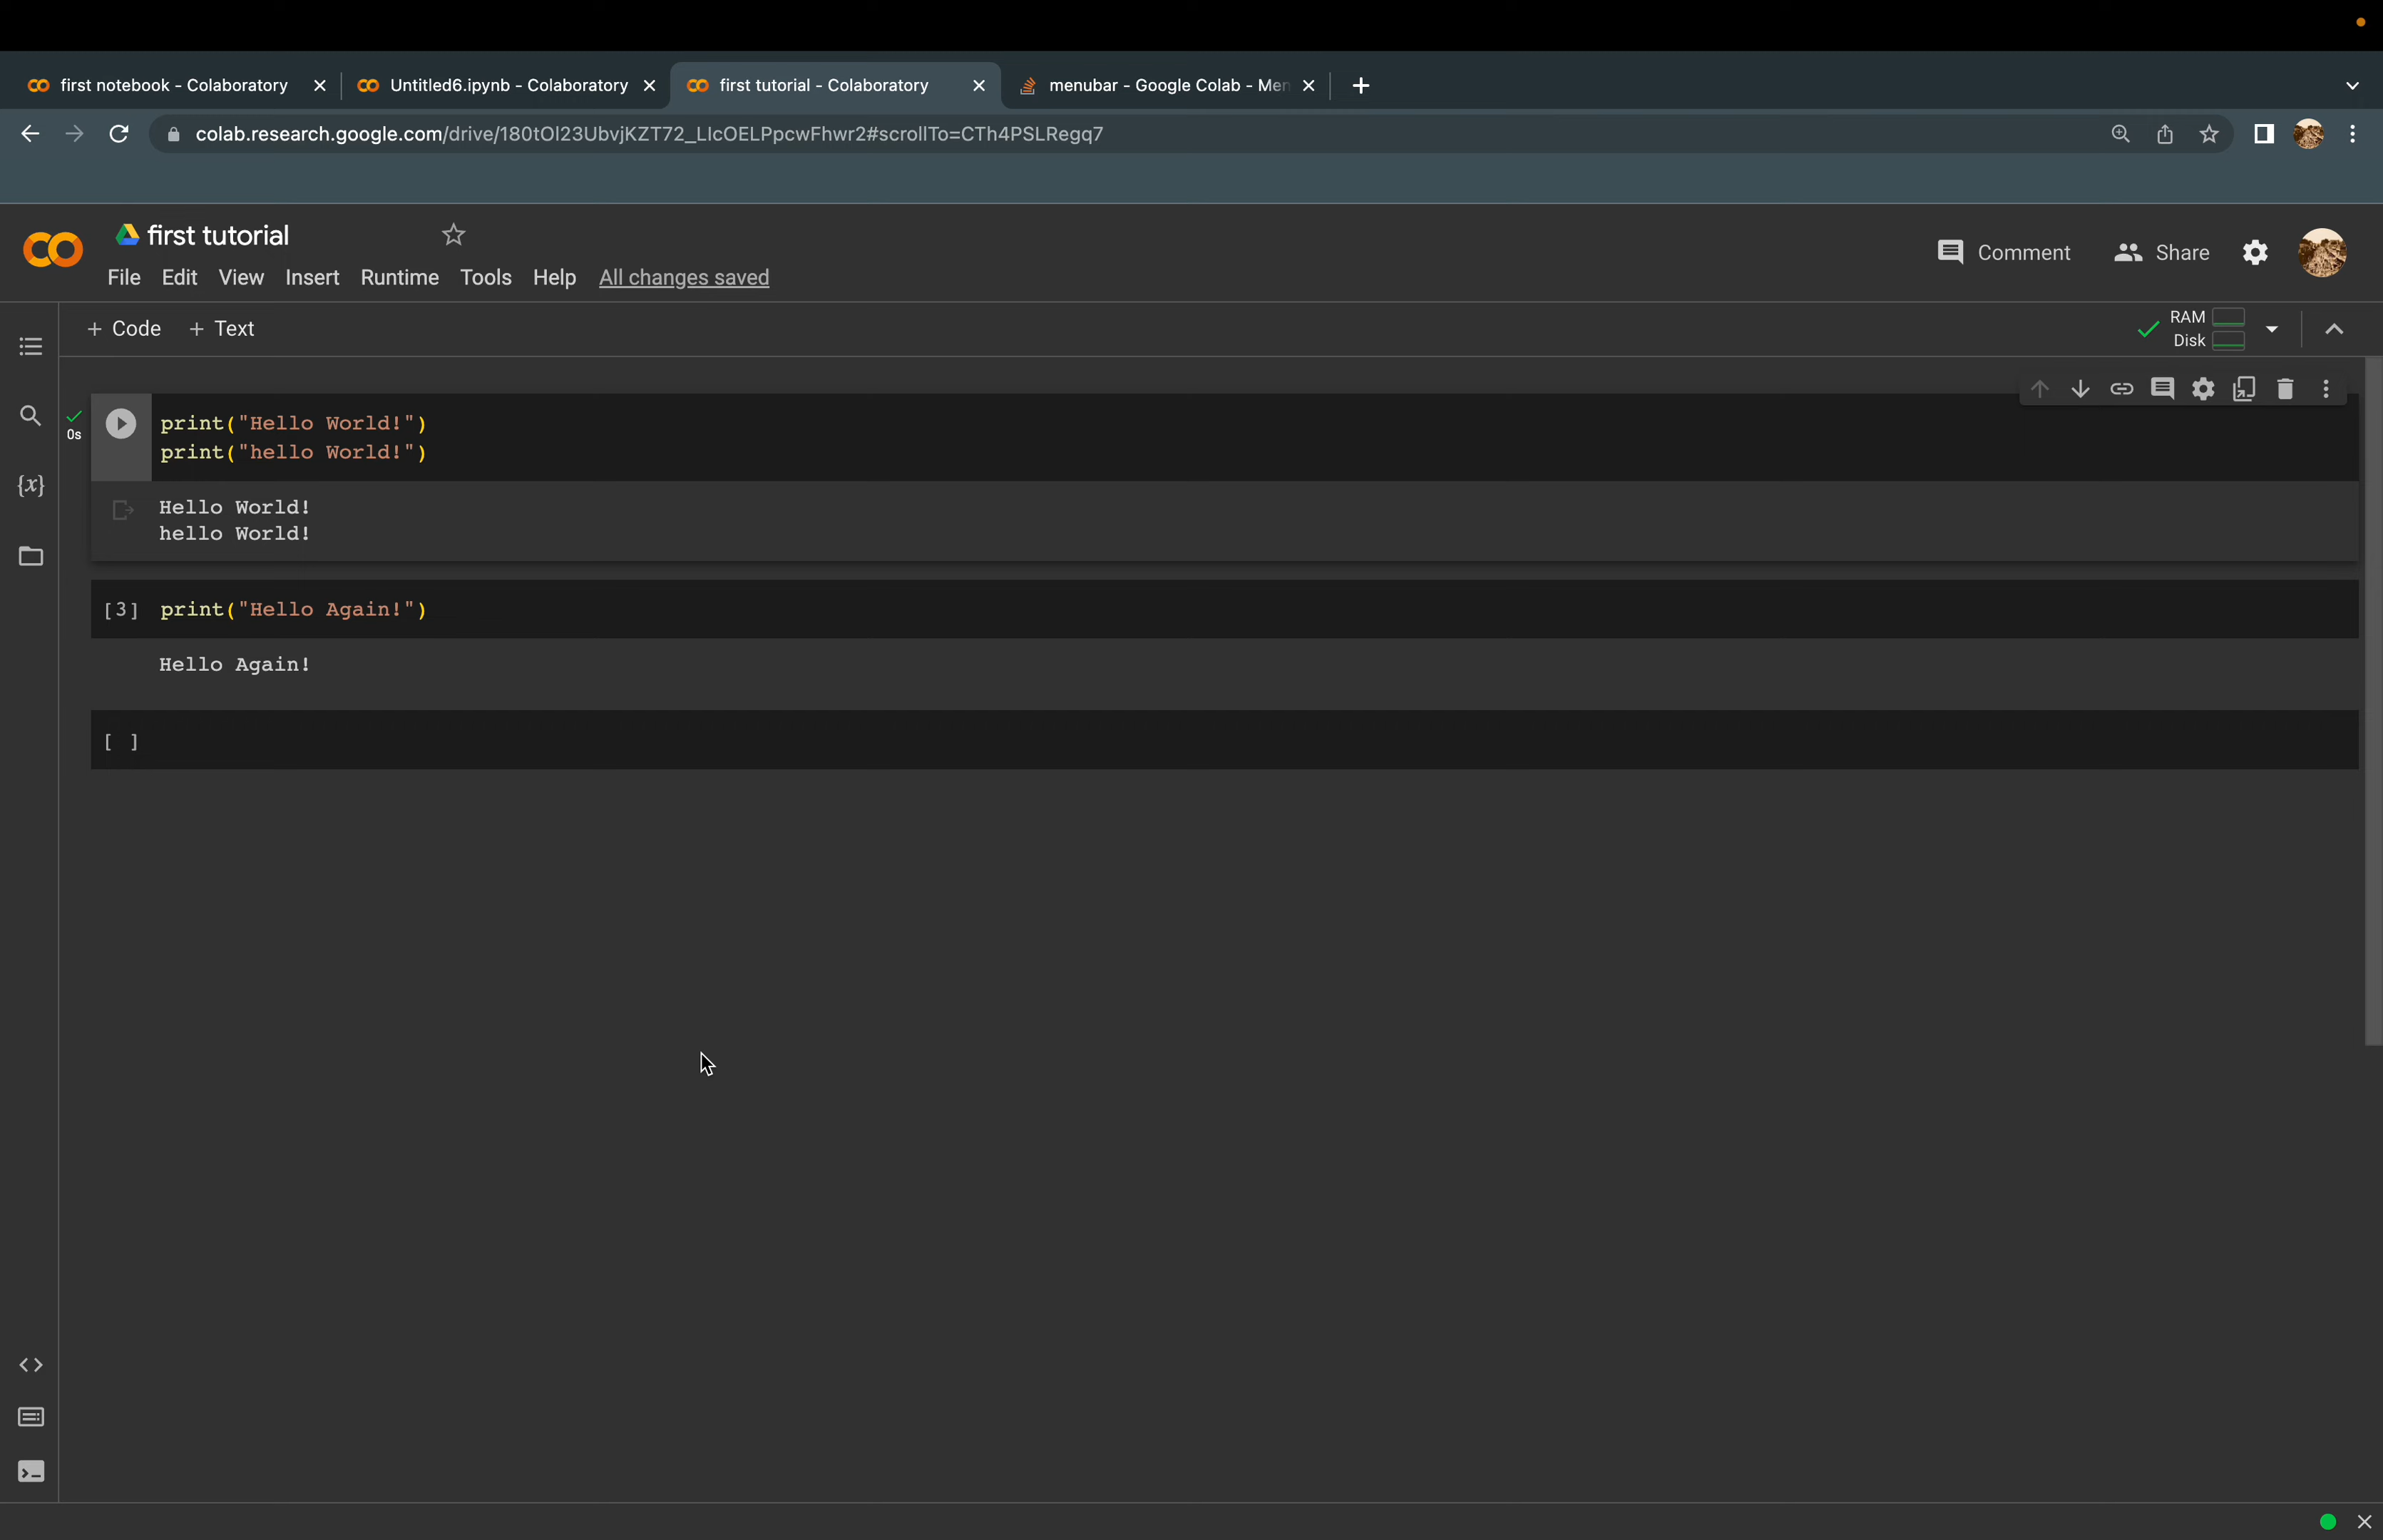 first notebook - Colaboratory
Untitled6.ipynb - Colaboratory
first tutorial - Colaboratory
menubar - Google Colab - Men
colab.research.google.com/drive/180tOl23UbvjKZT72_LIcOELPpcwFhwr2#scrollTo=CTh4PSLRegq7
first tutorial
File Edit View Insert Runtime Tools Help All changes saved
Comment
Share
+ Code + Text
RAM
Disk
0s
print("Hello World!")
print("hello World!")
Hello World!
hello World!
[3] print("Hello Again!")
Hello Again!
[ ]
{x}